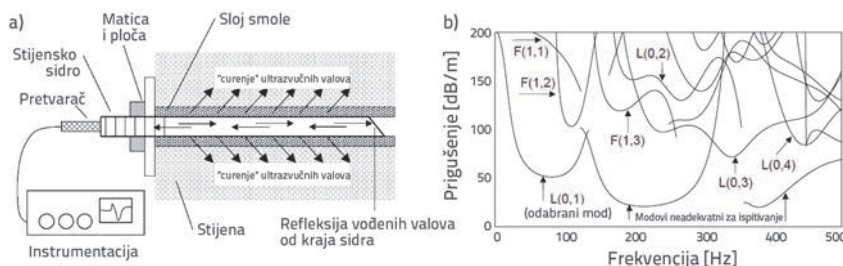 a)
Matica
i ploča
Sloj smole
Stijensko
sidro
Pretvarač
"curenje" ultrazvučnih valova
"curenje" ultrazvučnih valova
Instrumentacija
Stijena
Refleksija vođenih valova
od kraja sidra
b)
Prigušenje [dB/m]
200
150
100
50
0
F(1,1)
F(1,2)
F(1,3)
L(0,2)
L(0,1)
(odabrani mod)
L(0,3)
L(0,4)
Modovi neadekvatni za ispitivanje
0 100 200 300 400 500
Frekvencija [Hz]